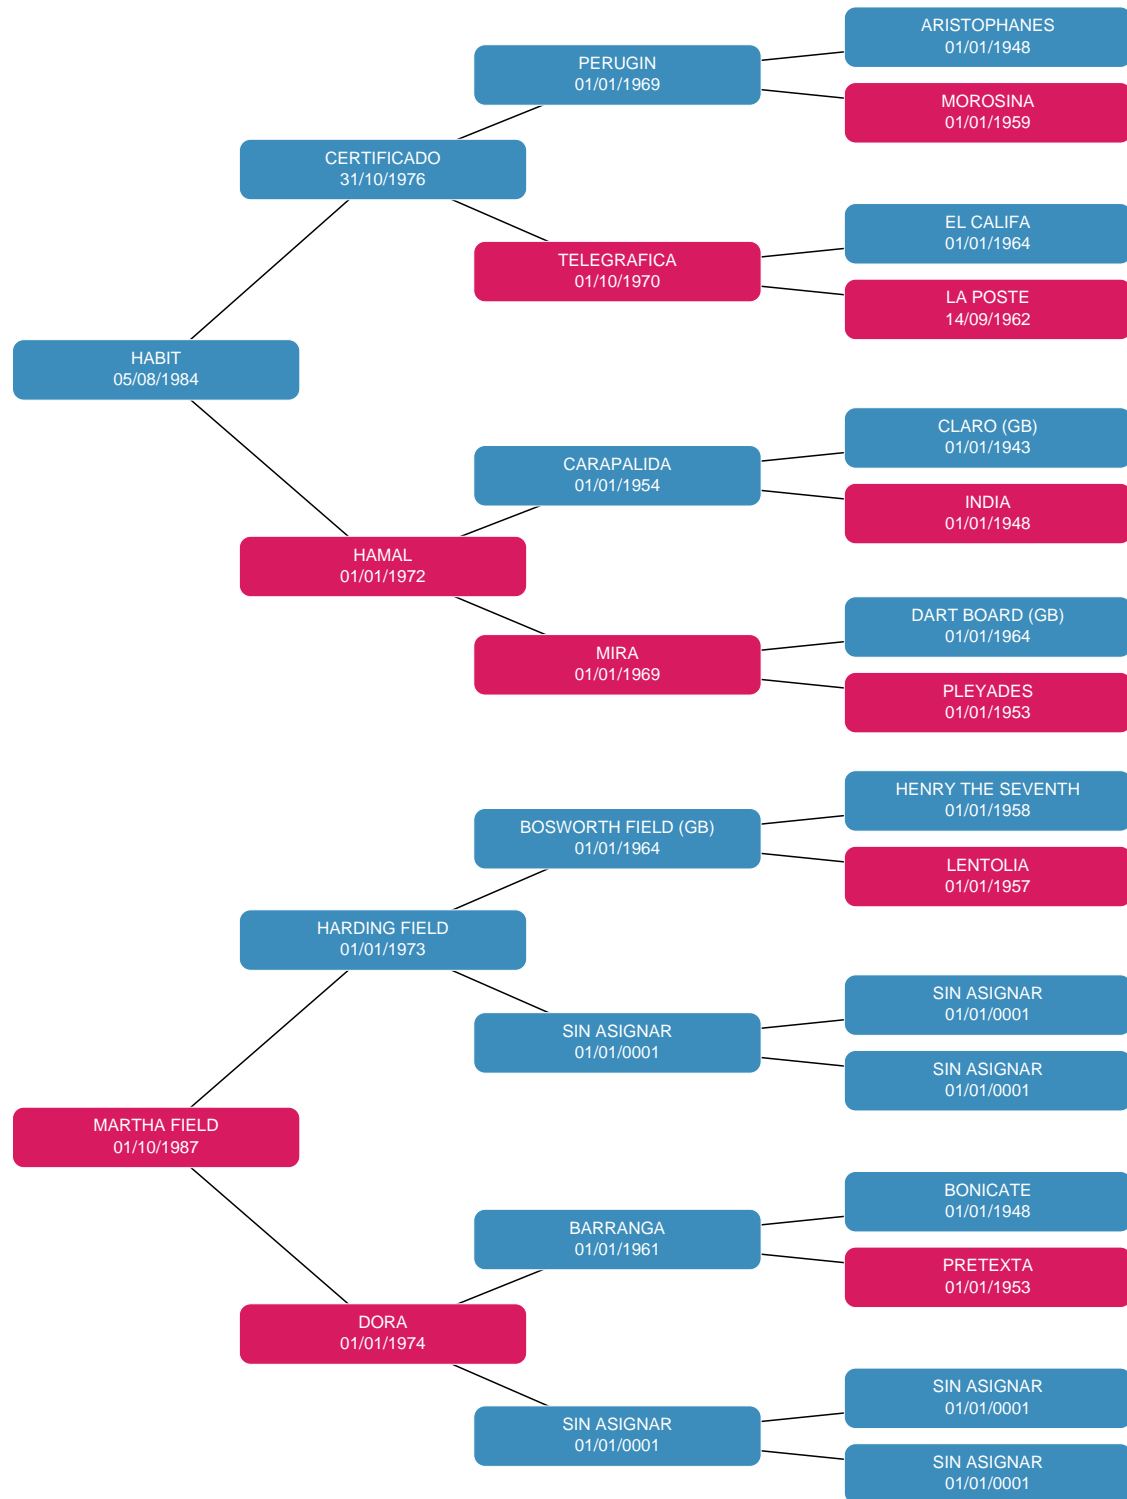 ARISTOPHANES
01/01/1948
PERUGIN
01/01/1969
MOROSINA
01/01/1959
CERTIFICADO
31/10/1976
EL CALIFA
01/01/1964
TELEGRAFICA
01/10/1970
LA POSTE
14/09/1962
HABIT
05/08/1984
CLARO (GB)
01/01/1943
CARAPALIDA
01/01/1954
INDIA
01/01/1948
HAMAL
01/01/1972
DART BOARD (GB)
01/01/1964
MIRA
01/01/1969
PLEYADES
01/01/1953
HENRY THE SEVENTH
01/01/1958
BOSWORTH FIELD (GB)
01/01/1964
LENTOLIA
01/01/1957
HARDING FIELD
01/01/1973
SIN ASIGNAR
01/01/0001
SIN ASIGNAR
01/01/0001
SIN ASIGNAR
01/01/0001
MARTHA FIELD
01/10/1987
BONICATE
01/01/1948
BARRANGA
01/01/1961
PRETEXTA
01/01/1953
DORA
01/01/1974
SIN ASIGNAR
01/01/0001
SIN ASIGNAR
01/01/0001
SIN ASIGNAR
01/01/0001